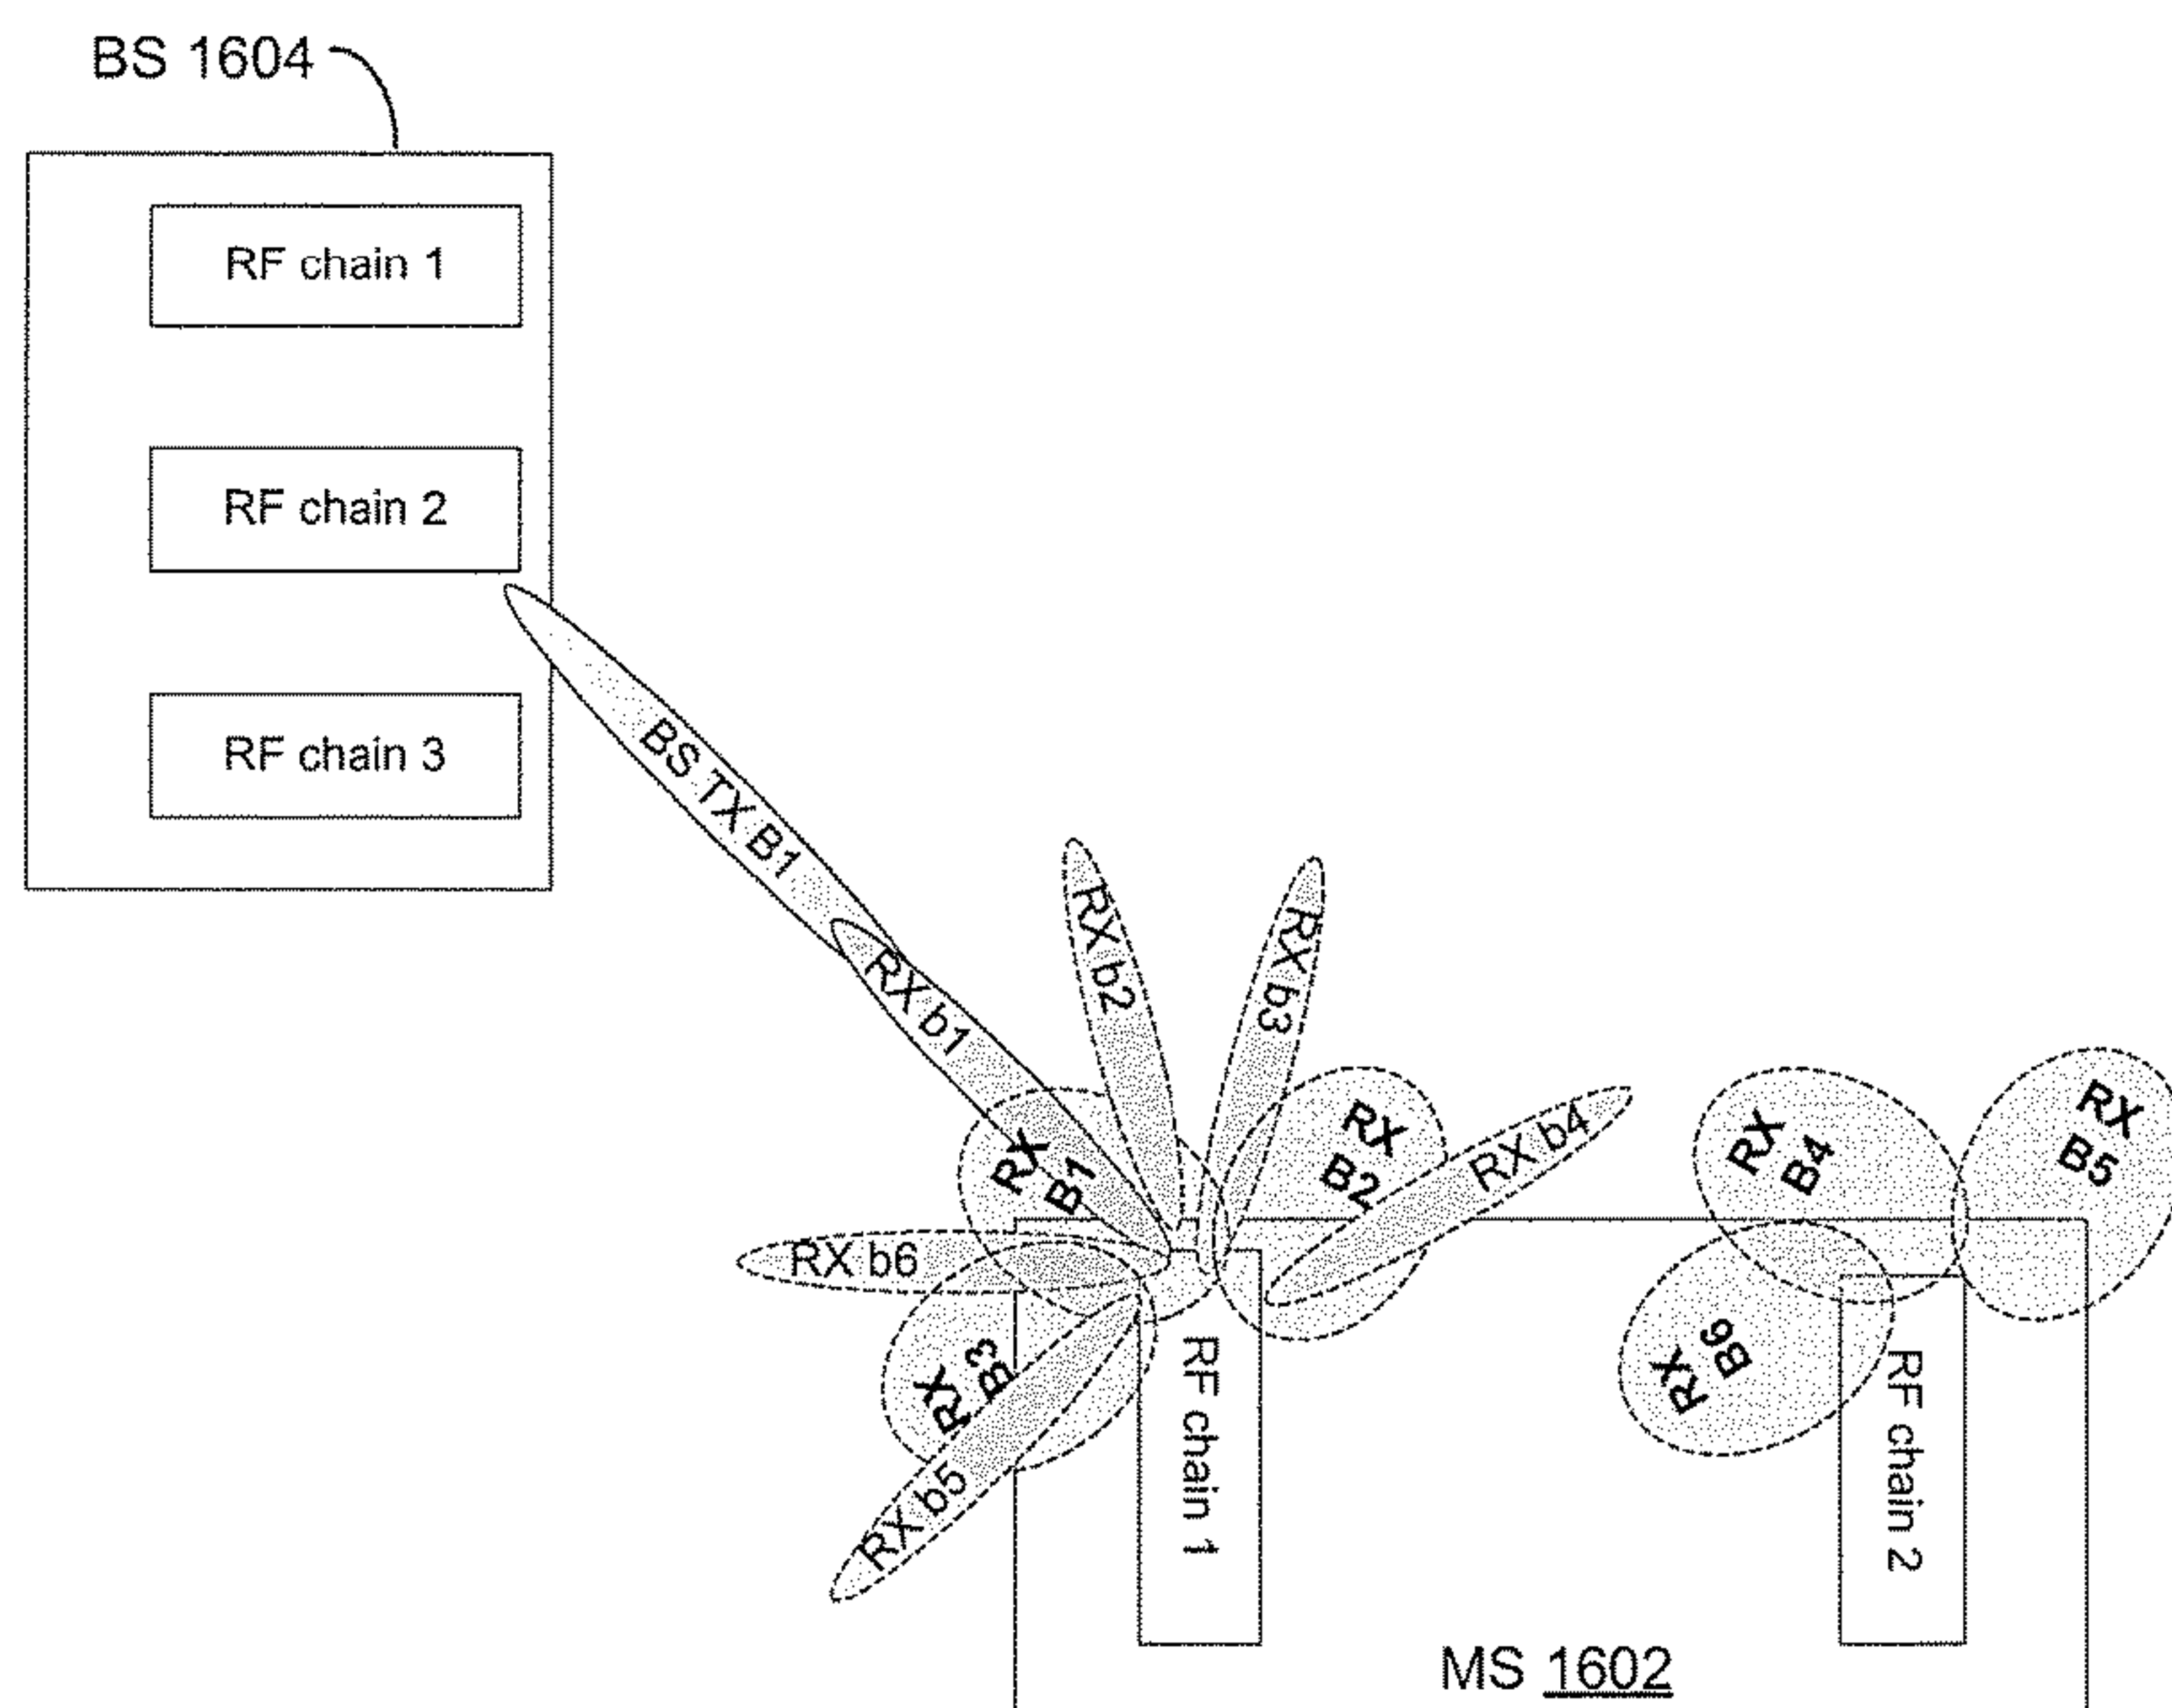 BS 1604
RF chain 1
RF chain 2
RF chain 3
BS TX B1
RX b1
RX b2
RX b3
RX b4
RX
B1
RX
B2
RX
B4
RX
B5
RX b6
RX
B3
RX b5
RX
B6
RF chain 1
RF chain 2
MS 1602